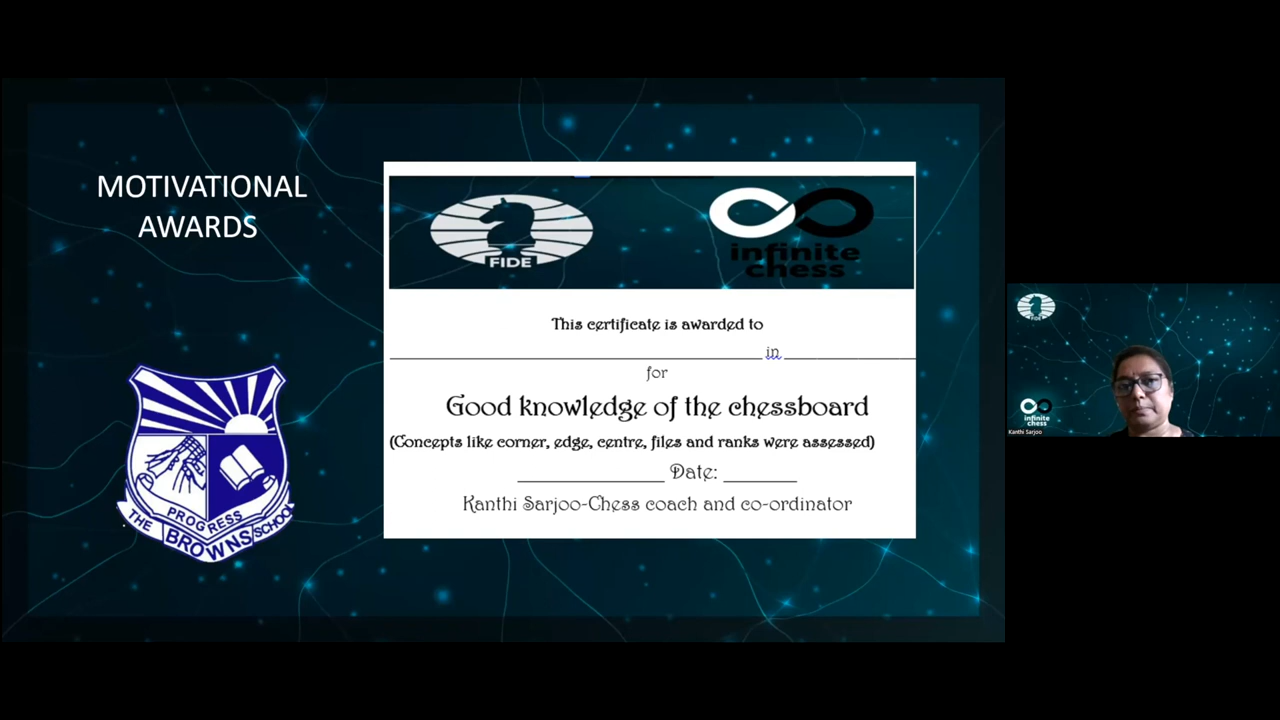 MOTIVATIONAL
AWARDS
FIDE
infinite
chess
This certificate is awarded to
in
for
Good knowledge of the chessboard
(Concepts like corner, edge, centre, files and ranks were assessed)
Date:
Kanthi Sarjoo-Chess coach and co-ordinator
PROGRESS
THE BROWNS SCHOOL
FIDE
infinite
chess
Kanthi Sarjoo